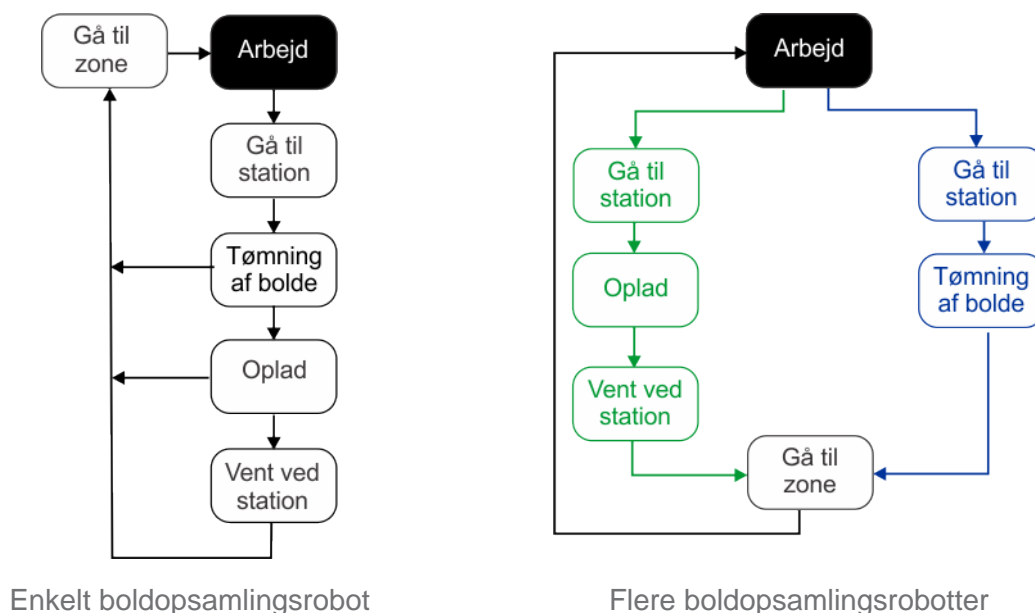 Gå til
zone
Arbejd
Gå til
station
Tømning
af bolde
Oplad
Vent ved
station
Enkelt boldopsamlingsrobot
Arbejd
Gå til
station
Oplad
Vent ved
station
Gå til
station
Tømning
af bolde
Gå til
zone
Flere boldopsamlingsrobotter